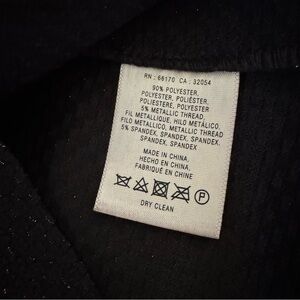 RN : 66170 CA : 32054
90% POLYESTER,
POLYESTER, POLIÉSTER,
POLIESTERE, POLYESTER
5% METALLIC THREAD,
FIL METALLIQUE, HILO METÁLICO,
FILO METALLICO, METALLIC THREAD
5% SPANDEX, SPANDEX,
SPANDEX, SPANDEX,
SPANDEX
MADE IN CHINA,
HECHO EN CHINA,
FABRIQUÉ EN CHINE
P
DRY CLEAN